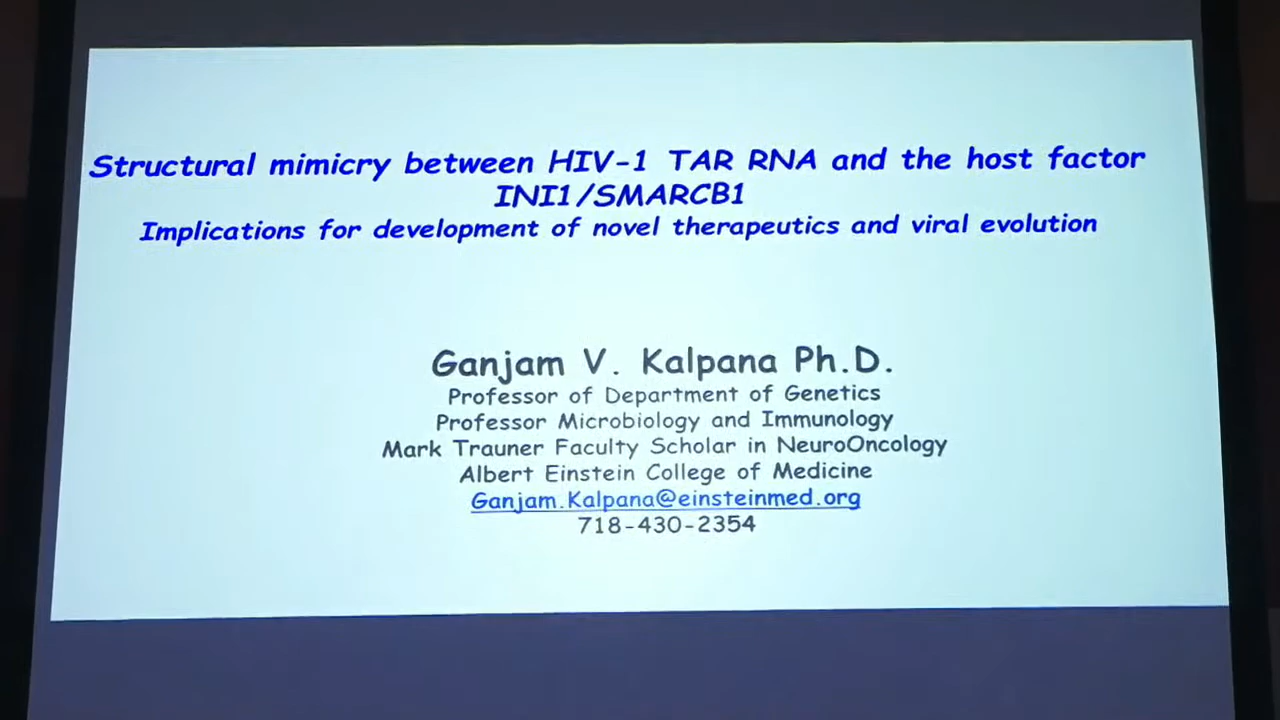 Structural mimicry between HIV-1 TAR RNA and the host factor
INI1/SMARCB1
Implications for development of novel therapeutics and viral evolution
Ganjam V. Kalpana Ph.D.
Professor of Department of Genetics
Professor Microbiology and Immunology
Mark Trauner Faculty Scholar in NeuroOncology
Albert Einstein College of Medicine
Ganjam.Kalpana@einsteinmed.org
718-430-2354